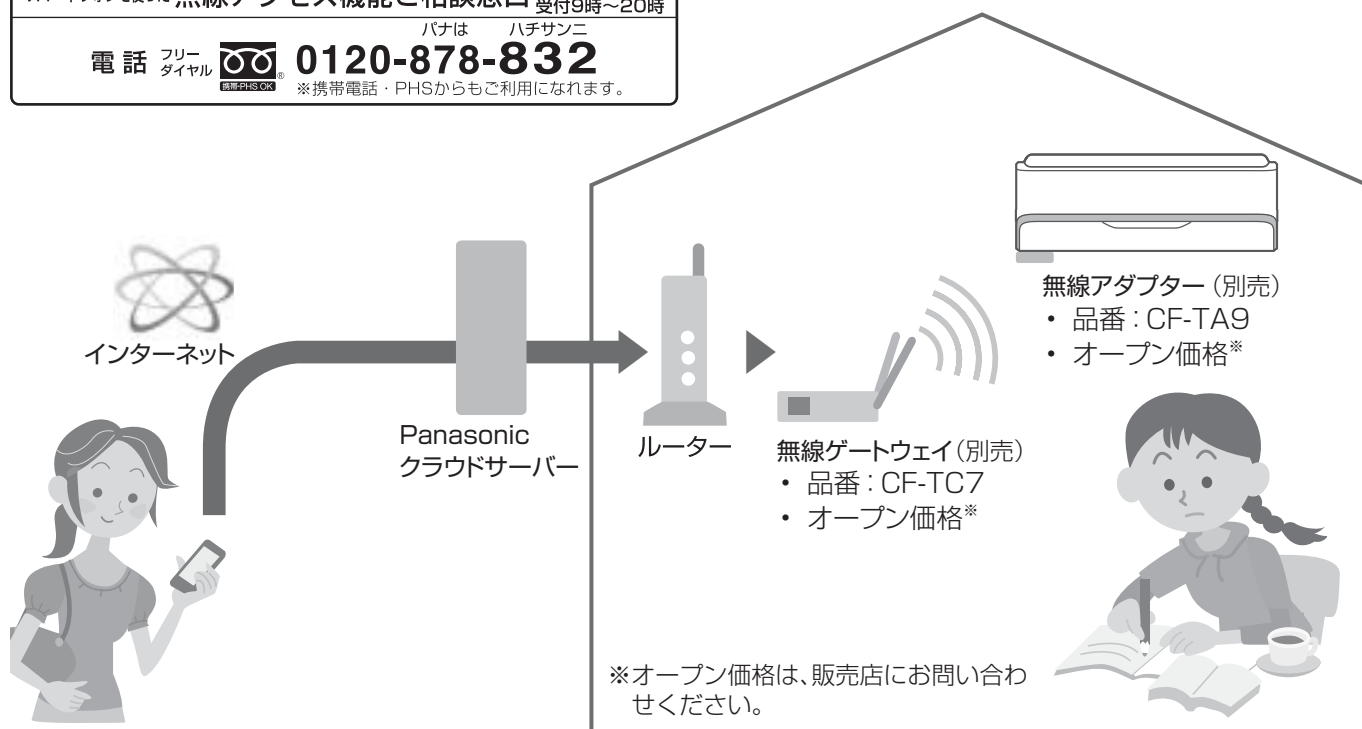 無線アクセス機能ご相談窓口 受付9時～20時
パナは ハチサンニ
電話 フリーダイヤル 0120-878-832
携帯・PHS OK
※携帯電話・PHSからもご利用になれます。
インターネット
Panasonic
クラウドサーバー
ルーター
無線ゲートウェイ(別売)
・ 品番：CF-TC7
・ オープン価格※
無線アダプター(別売)
・ 品番：CF-TA9
・ オープン価格※
※オープン価格は、販売店にお問い合わ
せください。